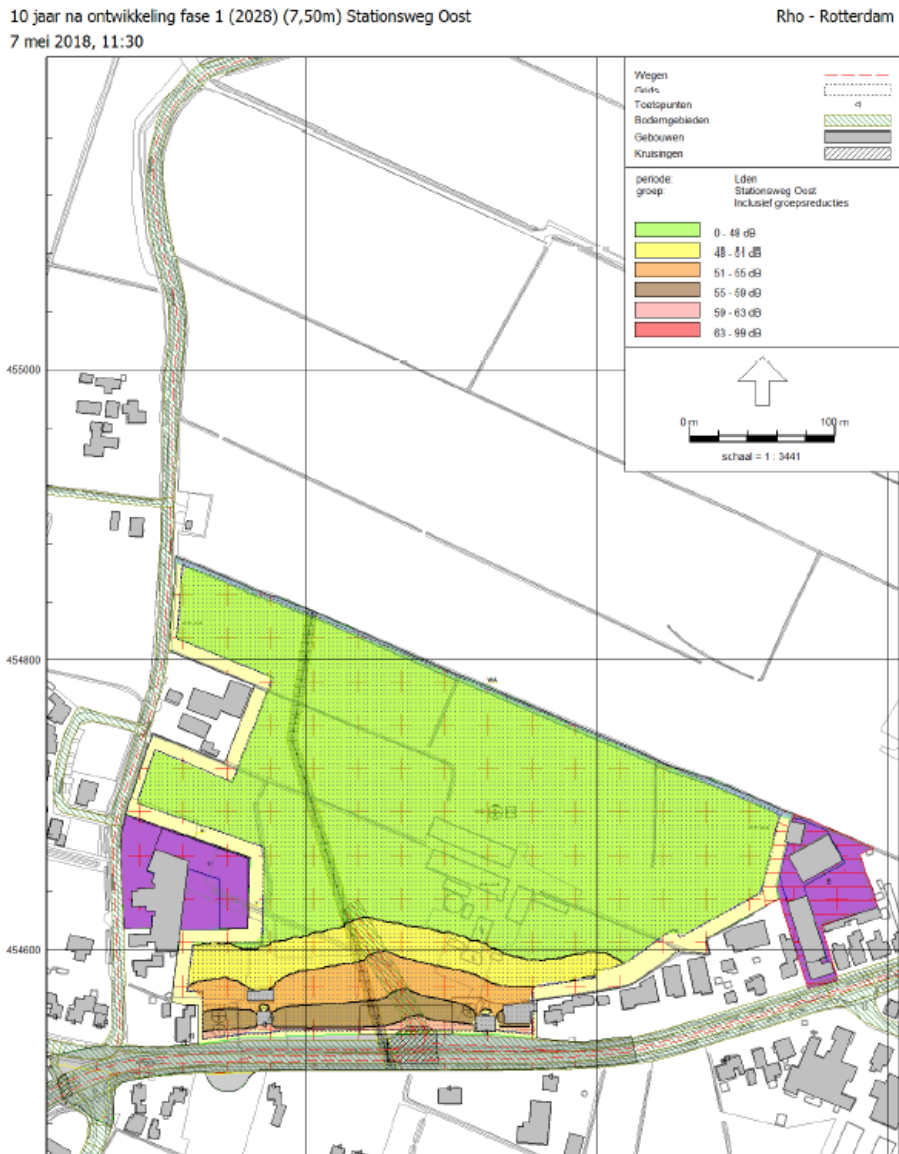 10 jaar na ontwikkeling fase 1 (2028) (7,50m) Stationsweg Oost
Rho - Rotterdam
7 mei 2018, 11:30
Wegen
Grids
Toetspunten
Bodemgebieden
Gebouwen
Kruisingen
periode: Lden
groep: Stationsweg Oost
Inclusief groepsreducties
0 - 48 dB
48 - 51 dB
51 - 55 dB
55 - 59 dB
59 - 63 dB
63 - 99 dB
0 m 100 m
schaal = 1 : 3441
455000
454800
WA
454600